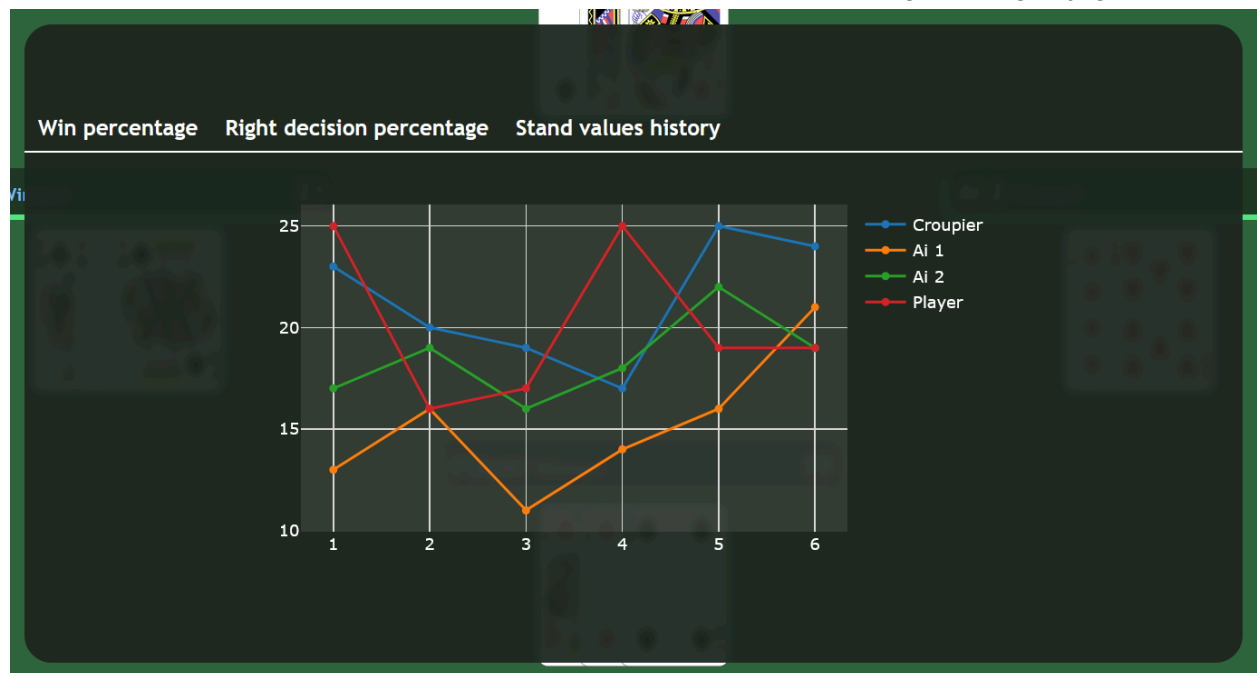 Win percentage Right decision percentage Stand values history
25
20
15
10
1 2 3 4 5 6
Croupier
Ai 1
Ai 2
Player